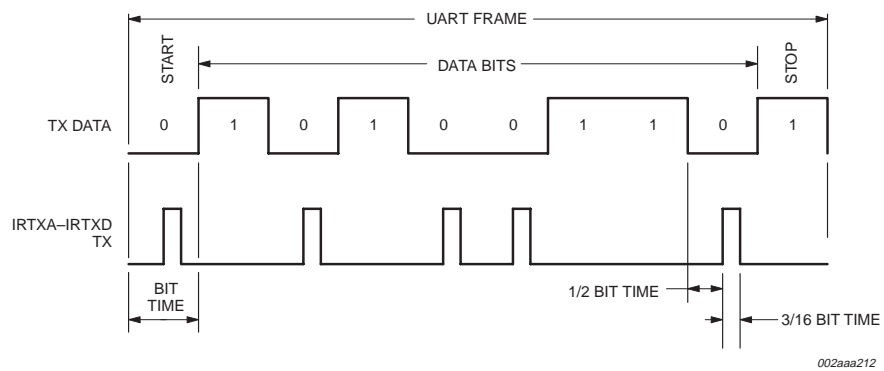 UART FRAME
START
DATA BITS
STOP
TX DATA
0 1 0 1 0 0 1 1 0 1
IRTXA–IRTXD
TX
BIT
TIME
1/2 BIT TIME
3/16 BIT TIME
002aaa212